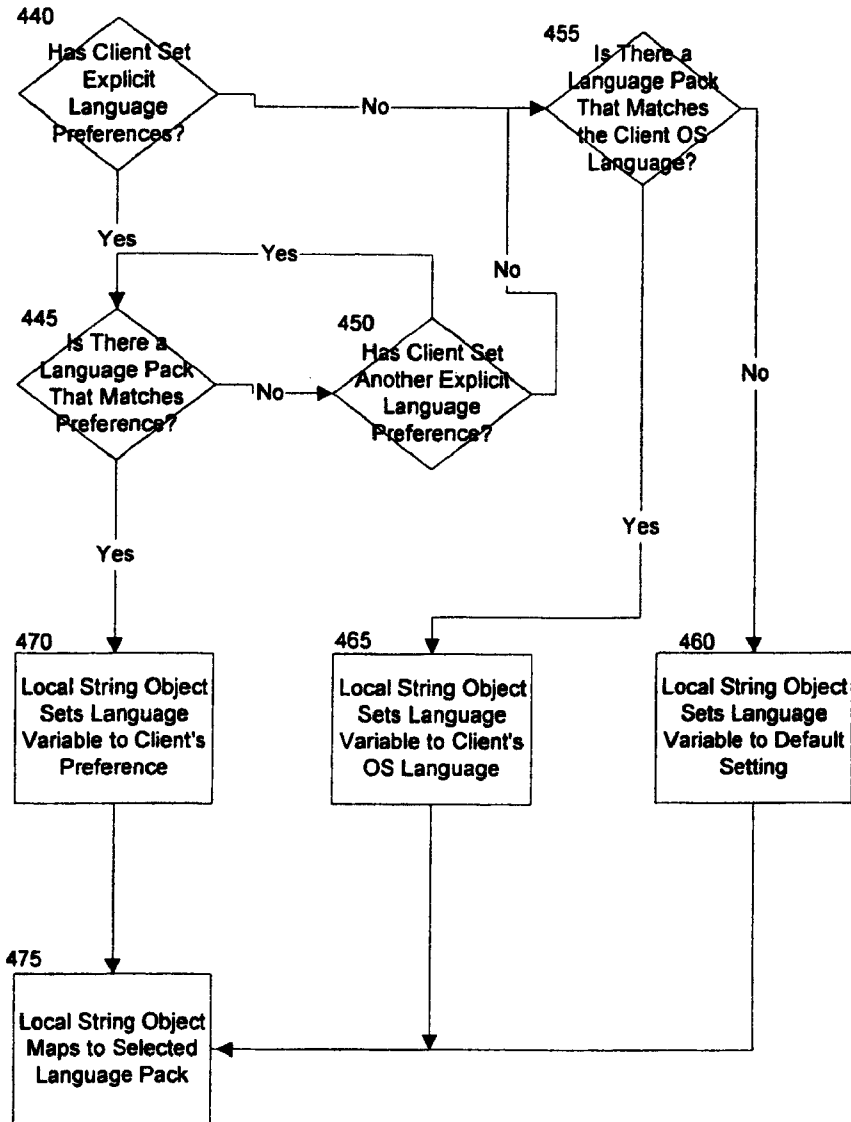 440
Has Client Set
Explicit
Language
Preferences?
No
455
Is There a
Language Pack
That Matches
the Client OS
Language?
Yes
Yes
No
445
Is There a
Language Pack
That Matches
Preference?
No
450
Has Client Set
Another Explicit
Language
Preference?
No
Yes
Yes
470
Local String Object
Sets Language
Variable to Client's
Preference
465
Local String Object
Sets Language
Variable to Client's
OS Language
460
Local String Object
Sets Language
Variable to Default
Setting
475
Local String Object
Maps to Selected
Language Pack